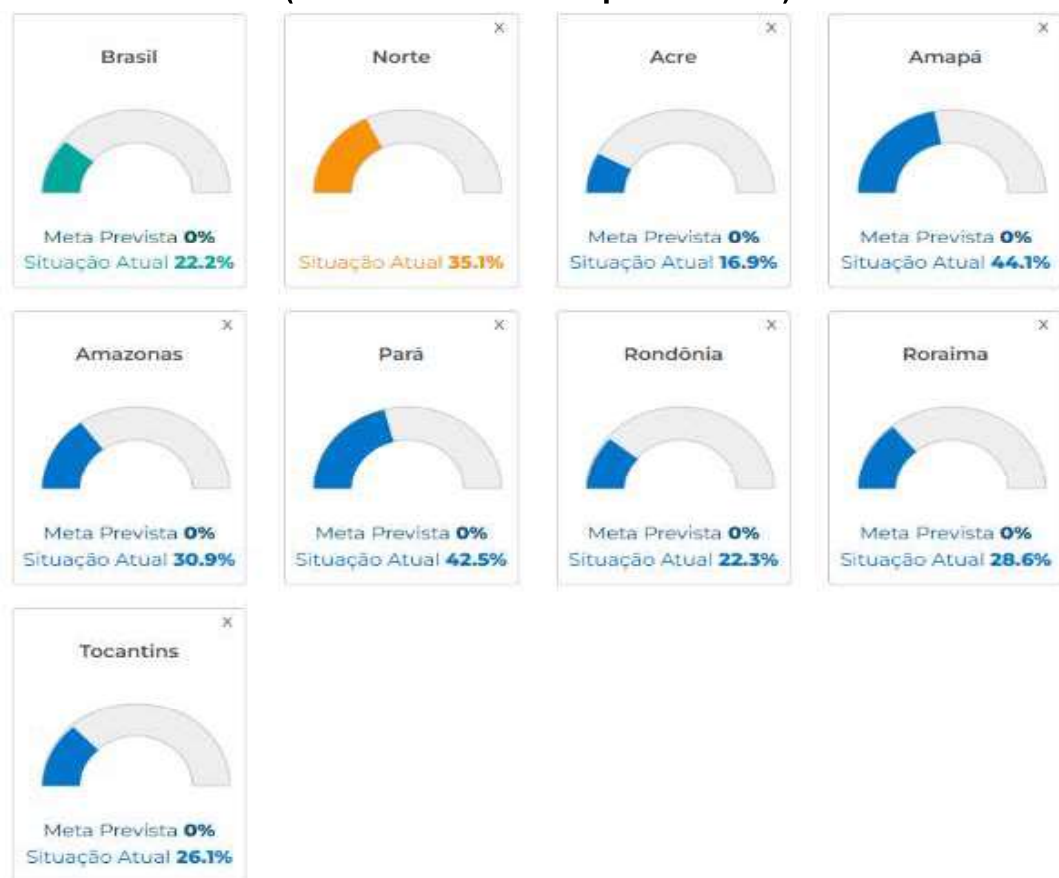 Brasil
Meta Prevista 0%
Situação Atual 22.2%
X
Norte
Situação Atual 35.1%
X
Acre
Meta Prevista 0%
Situação Atual 16.9%
X
Amapá
Meta Prevista 0%
Situação Atual 44.1%
X
Amazonas
Meta Prevista 0%
Situação Atual 30.9%
X
Pará
Meta Prevista 0%
Situação Atual 42.5%
X
Rondônia
Meta Prevista 0%
Situação Atual 22.3%
X
Roraima
Meta Prevista 0%
Situação Atual 28.6%
X
Tocantins
Meta Prevista 0%
Situação Atual 26.1%